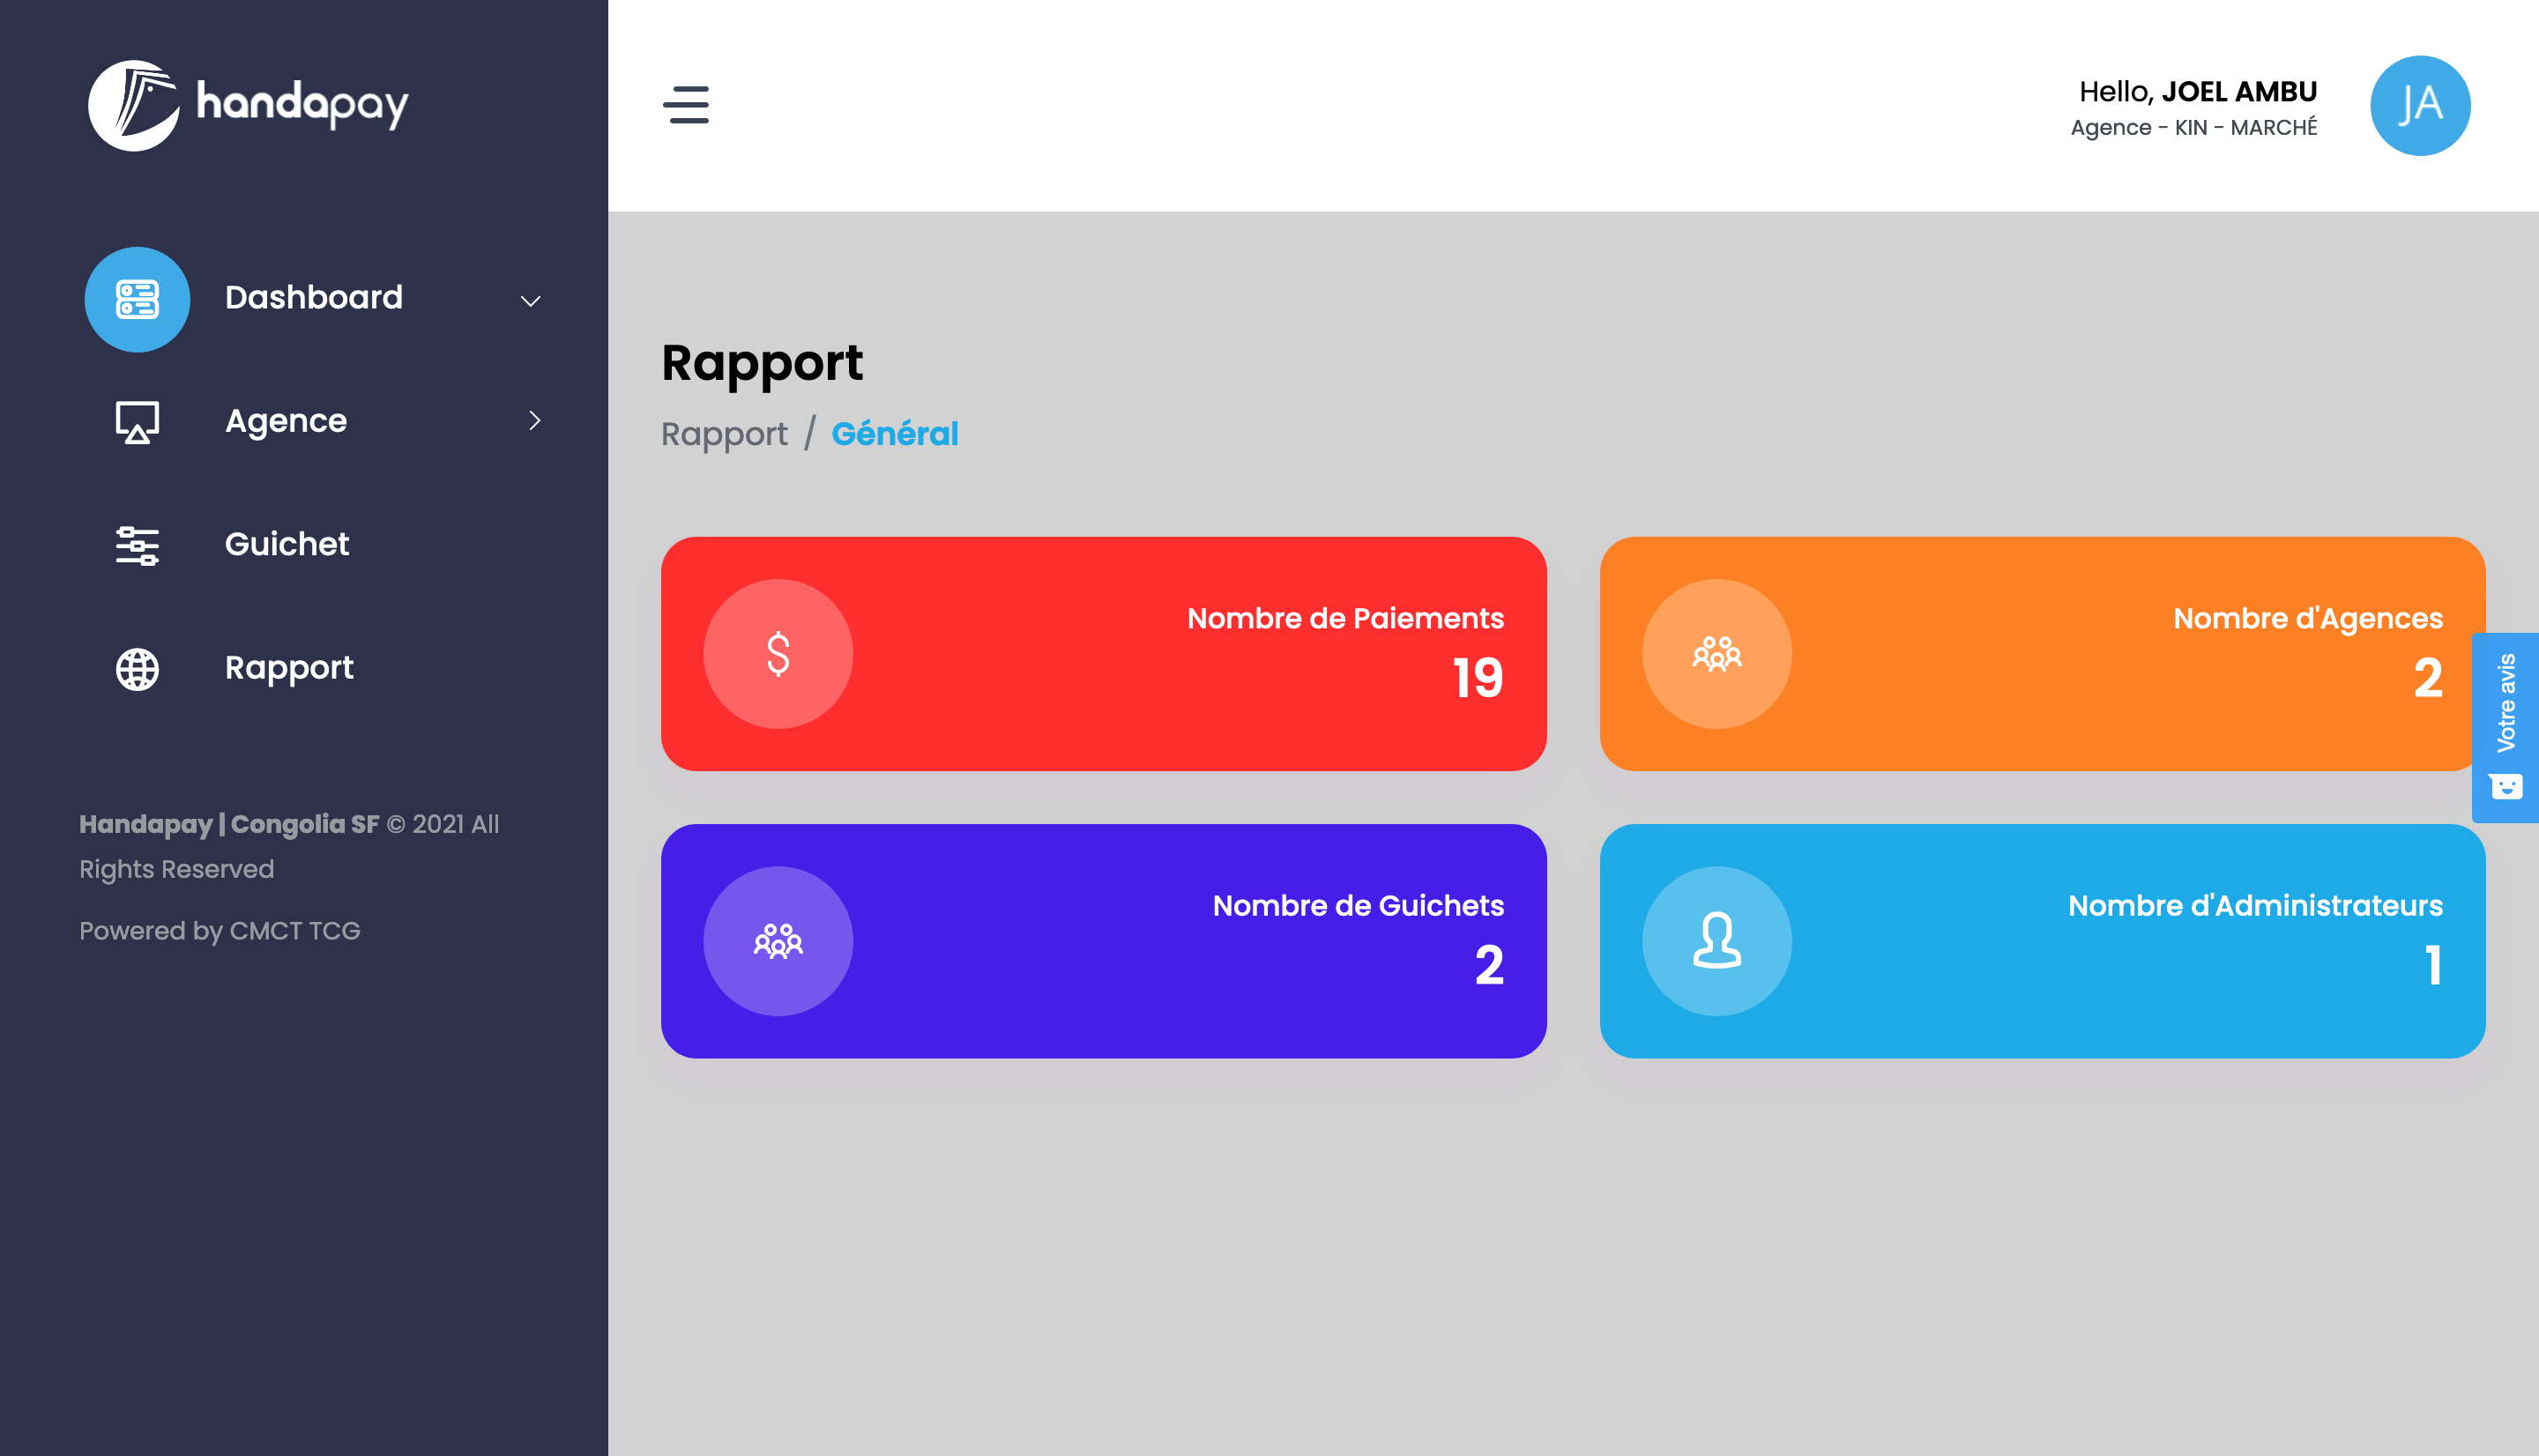 handapay
Dashboard
Agence
Guichet
Rapport
Handapay | Congolia SF © 2021 All
Rights Reserved
Powered by CMCT TCG
Hello, JOEL AMBU
Agence - KIN - MARCHÉ
JA
Rapport
Rapport / Général
Nombre de Paiements
19
Nombre d'Agences
2
Nombre de Guichets
2
Nombre d'Administrateurs
1
Votre avis